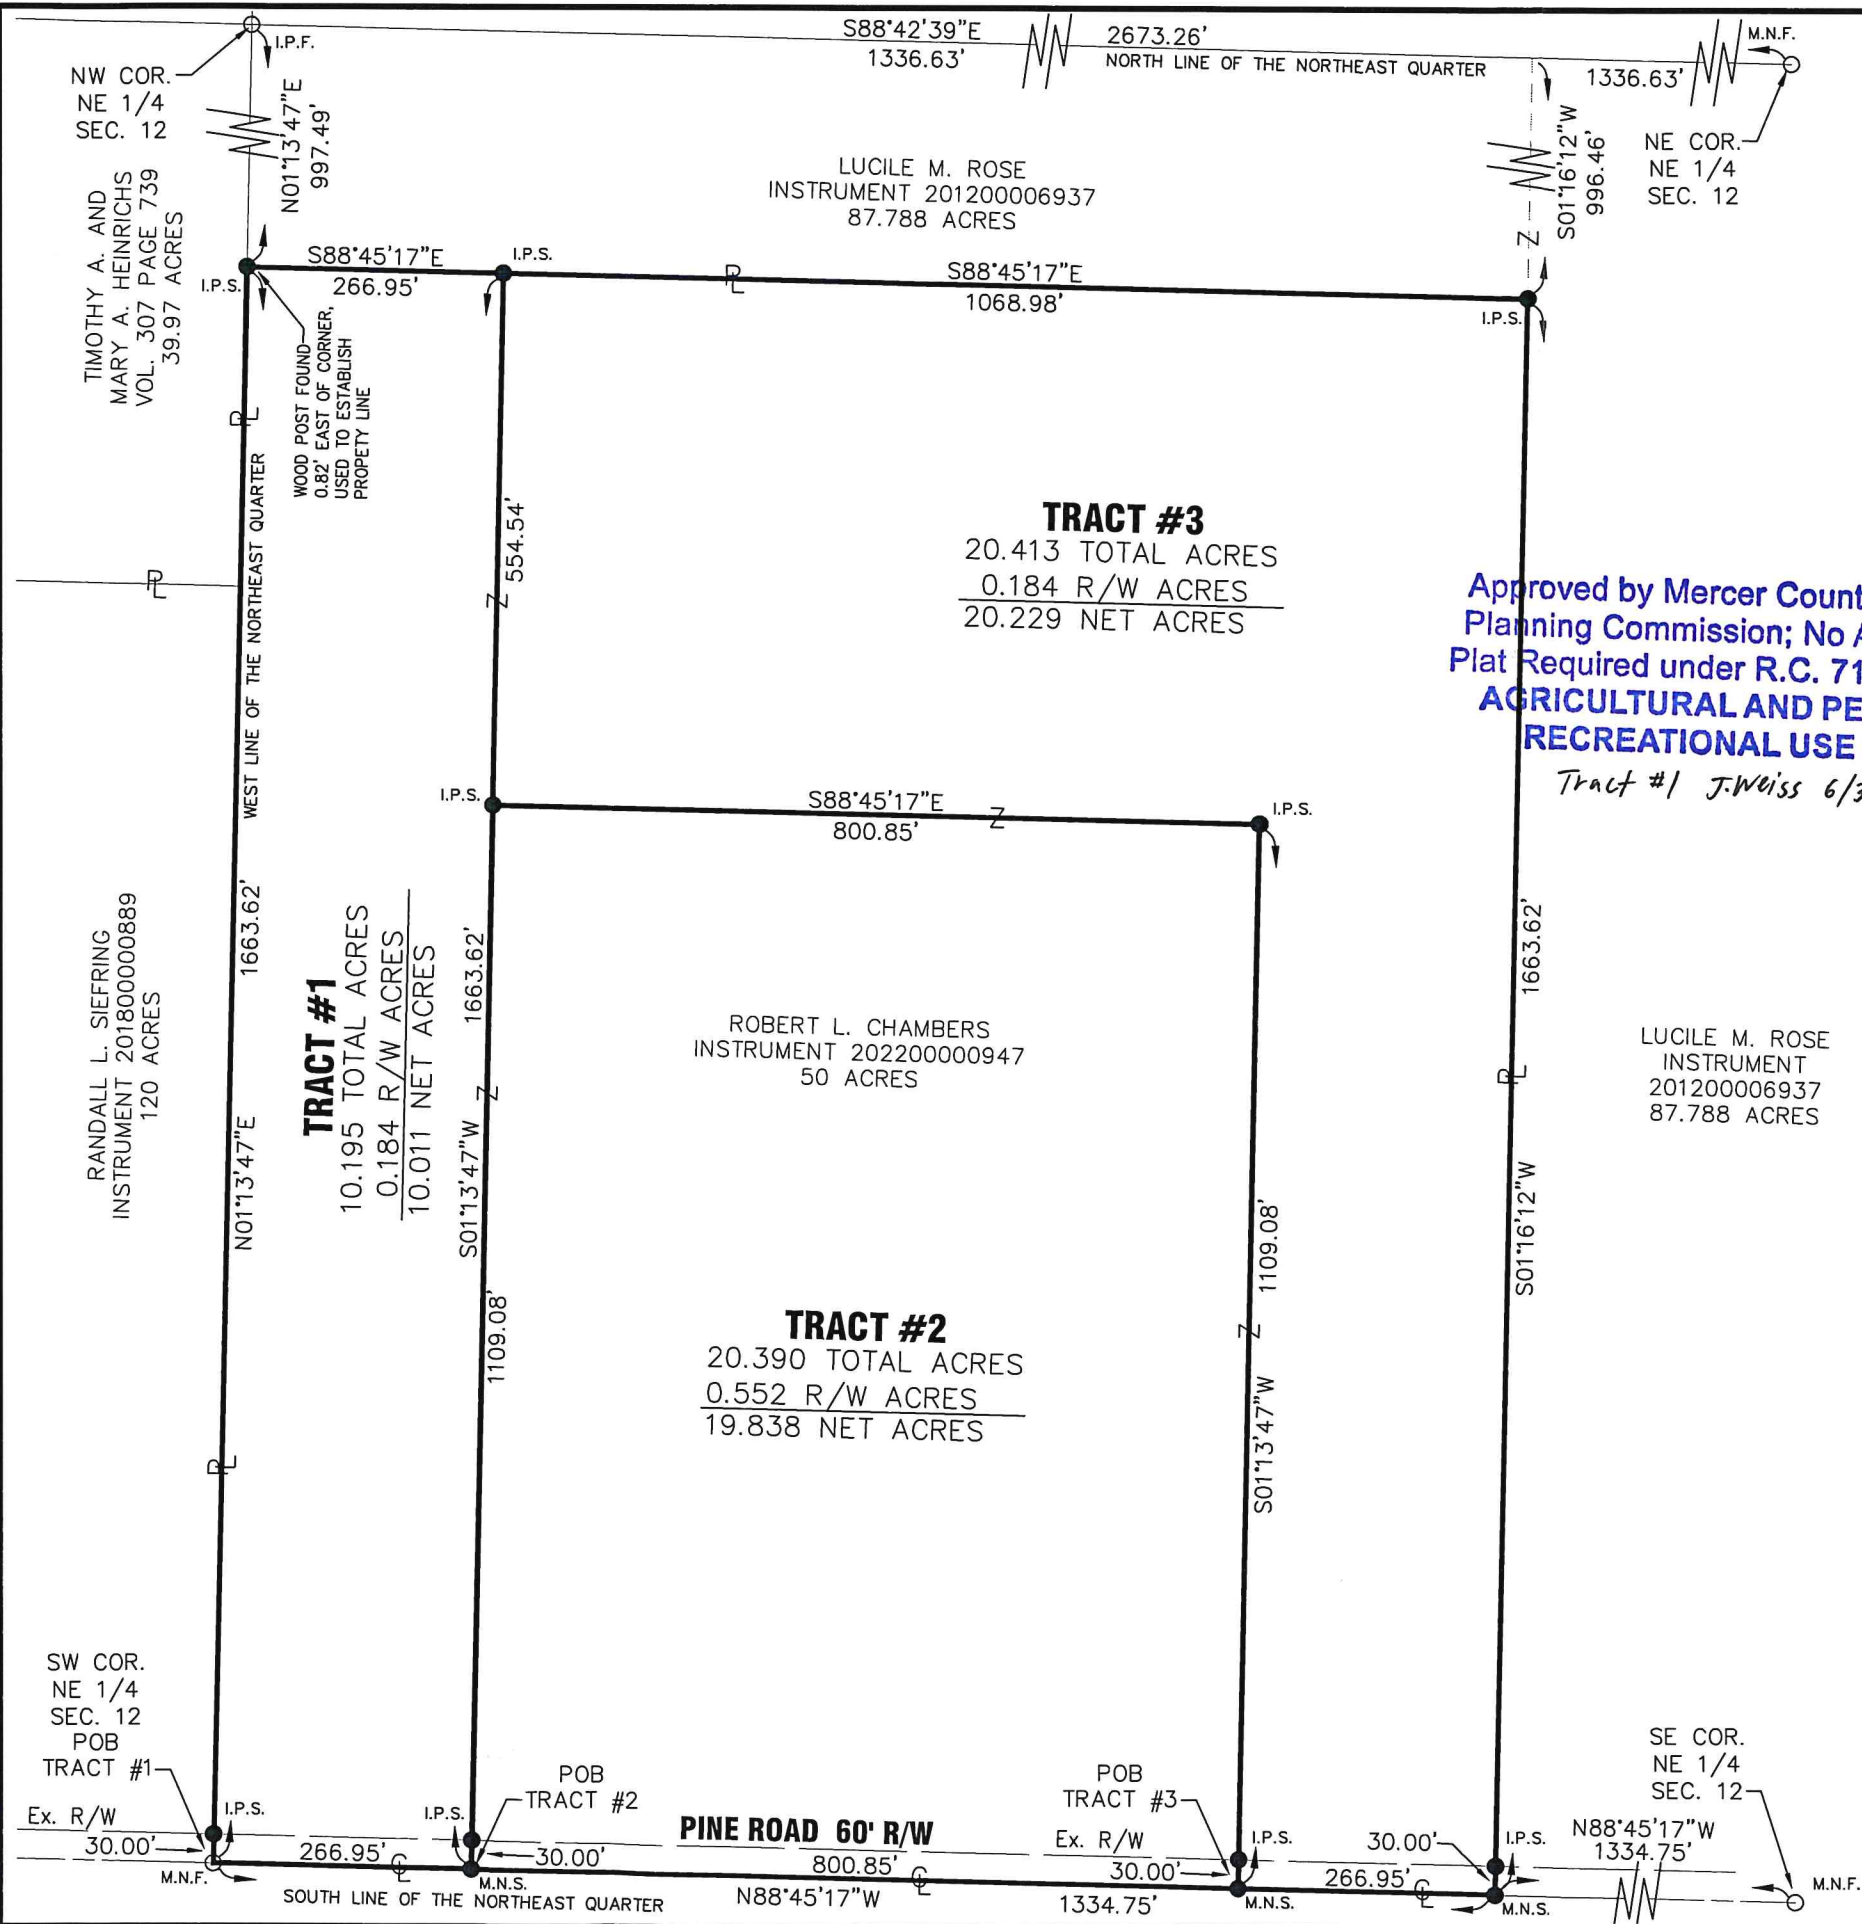 S88°42'39"E
1336.63'
2673.26'
NORTH LINE OF THE NORTHEAST QUARTER
1336.63'
M.N.F.
I.P.F.
NW COR.
NE 1/4
SEC. 12
N01°13'47"E
997.49'
S01°16'12"W
996.46'
NE COR.
NE 1/4
SEC. 12
LUCILE M. ROSE
INSTRUMENT 201200006937
87.788 ACRES
TIMOTHY A. AND
MARY A. HEINRICHS
VOL. 307 PAGE 739
39.97 ACRES
I.P.S.
S88°45'17"E
266.95'
I.P.S.
PL
S88°45'17"E
1068.98'
Z
I.P.S.
WOOD POST FOUND
0.82' EAST OF CORNER,
USED TO ESTABLISH
PROPETY LINE
PL
WEST LINE OF THE NORTHEAST QUARTER
554.54'
Z
PL
TRACT #3
20.413 TOTAL ACRES
0.184 R/W ACRES
20.229 NET ACRES
Approved by Mercer Count
Planning Commission; No A
Plat Required under R.C. 71
AGRICULTURAL AND PE
RECREATIONAL USE
Tract #1 J.Weiss 6/3
I.P.S.
S88°45'17"E
800.85'
Z
I.P.S.
1663.62'
N01°13'47"E
RANDALL L. SIEFRING
INSTRUMENT 201800000889
120 ACRES
TRACT #1
10.195 TOTAL ACRES
0.184 R/W ACRES
10.011 NET ACRES
1663.62'
Z
S01°13'47"W
1109.08'
ROBERT L. CHAMBERS
INSTRUMENT 202200000947
50 ACRES
1663.62'
PL
S01°16'12"W
LUCILE M. ROSE
INSTRUMENT
201200006937
87.788 ACRES
1109.08'
Z
S01°13'47"W
TRACT #2
20.390 TOTAL ACRES
0.552 R/W ACRES
19.838 NET ACRES
PL
SW COR.
NE 1/4
SEC. 12
POB
TRACT #1
POB
TRACT #2
POB
TRACT #3
SE COR.
NE 1/4
SEC. 12
Ex. R/W
30.00'
I.P.S.
M.N.F.
266.95'
CL
I.P.S.
30.00'
M.N.S.
PINE ROAD 60' R/W
800.85'
CL
Ex. R/W
30.00'
I.P.S.
M.N.S.
266.95'
CL
30.00'
I.P.S.
M.N.S.
N88°45'17"W
1334.75'
M.N.F.
SOUTH LINE OF THE NORTHEAST QUARTER
N88°45'17"W
1334.75'